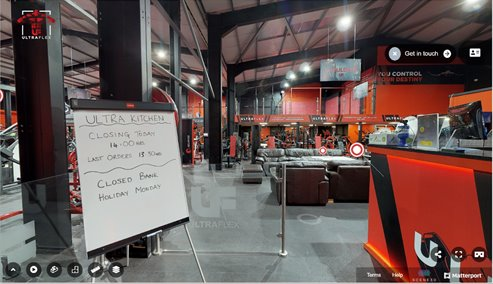 ULTRAFLEX
Get in touch
YOU CONTROL
YOUR DESTINY
ULTRA KITCHEN
CLOSING TODAY
14-00 HRS
LAST ORDERS 13 50 HRS
CLOSED BANK
HOLIDAY MONDAY
ULTRAFLEX
ULTRAFLEX
ULTRAFLEX
Terms
Help
Matterport